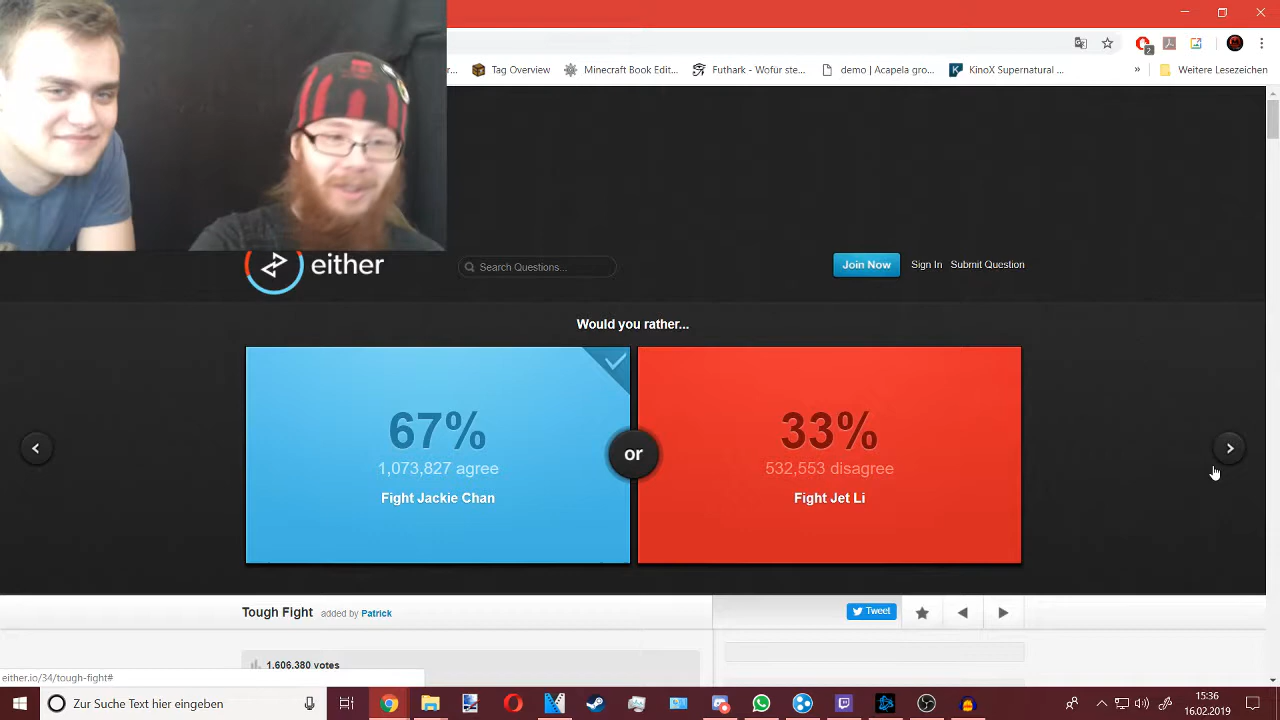 ... Tag Overview Minecraft Book Edit... Futhark - Wofur ste... demo | Acapela gro... KinoX Supernatural ... » Weitere Lesezeichen
either Search Questions... Join Now Sign In Submit Question
Would you rather...
67% or 33%
1,073,827 agree 532,553 disagree
Fight Jackie Chan Fight Jet Li
Tough Fight added by Patrick Tweet
1,606,380 votes
either.io/34/tough-fight#
Zur Suche Text hier eingeben 15:36
16.02.2019